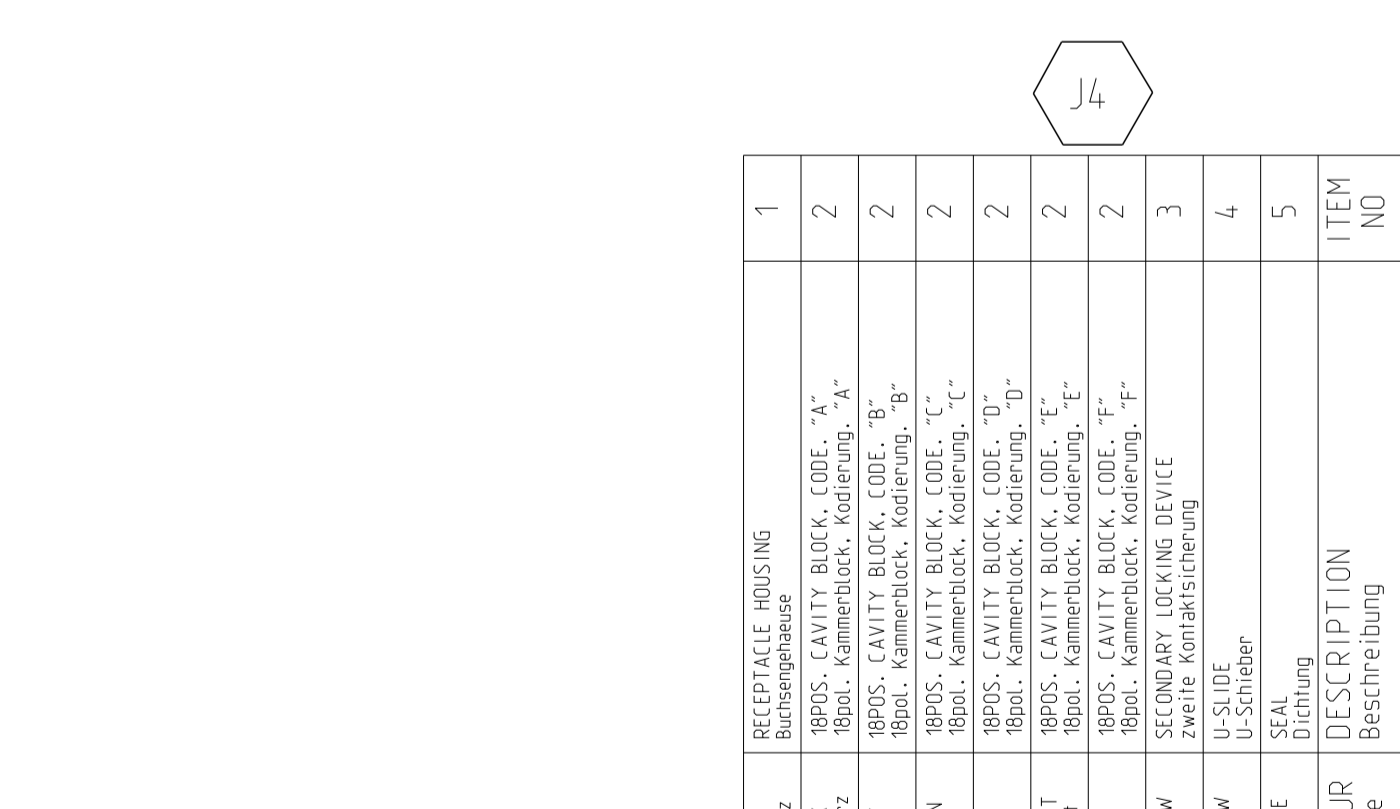 J4
1
RECEPTACLE HOUSING
Buchsengehaeuse
2
18POS. CAVITY BLOCK, CODE. "A"
18pol. Kammerblock, Kodierung. "A"
2
18POS. CAVITY BLOCK, CODE. "B"
18pol. Kammerblock, Kodierung. "B"
2
18POS. CAVITY BLOCK, CODE. "C"
18pol. Kammerblock, Kodierung. "C"
2
18POS. CAVITY BLOCK, CODE. "D"
18pol. Kammerblock, Kodierung. "D"
2
18POS. CAVITY BLOCK, CODE. "E"
18pol. Kammerblock, Kodierung. "E"
2
18POS. CAVITY BLOCK, CODE. "F"
18pol. Kammerblock, Kodierung. "F"
3
SECONDARY LOCKING DEVICE
zweite Kontaktsicherung
4
U-SLIDE
U-Schieber
5
SEAL
Dichtung
ITEM
NO
DESCRIPTION
Beschreibung